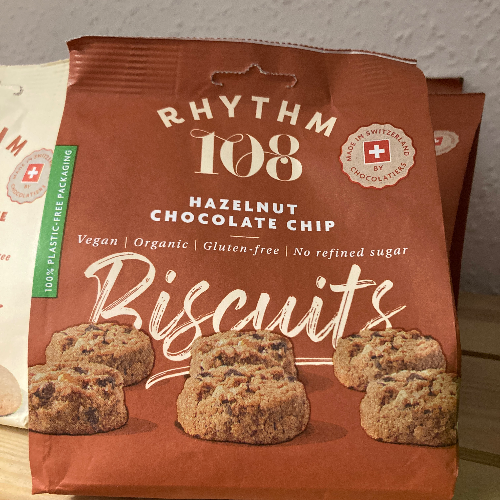 RHYTHM
108
MADE IN SWITZERLAND
BY
CHOCOLATIERS
HAZELNUT
CHOCOLATE CHIP
Vegan | Organic | Gluten-free | No refined sugar
Biscuits
100% PLASTIC-FREE PACKAGING